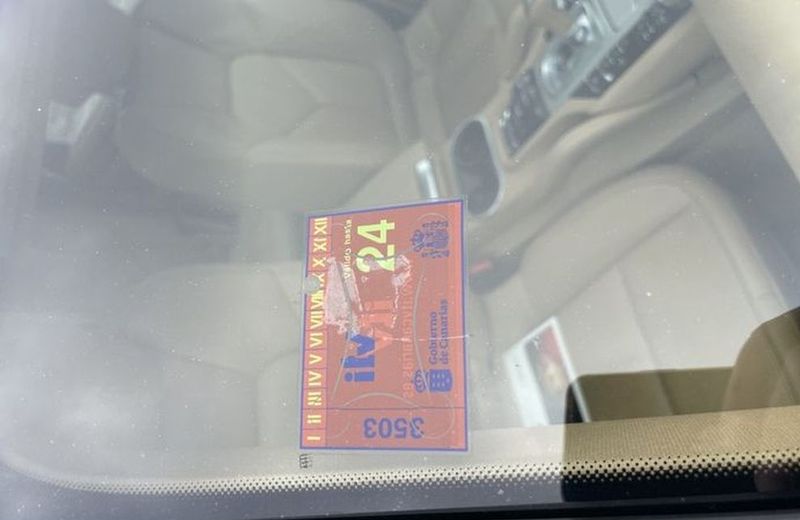 I II III IV V VI VII VIII IX X XI XII
Válido hasta
24
itv
Gobierno
de Canarias
3503